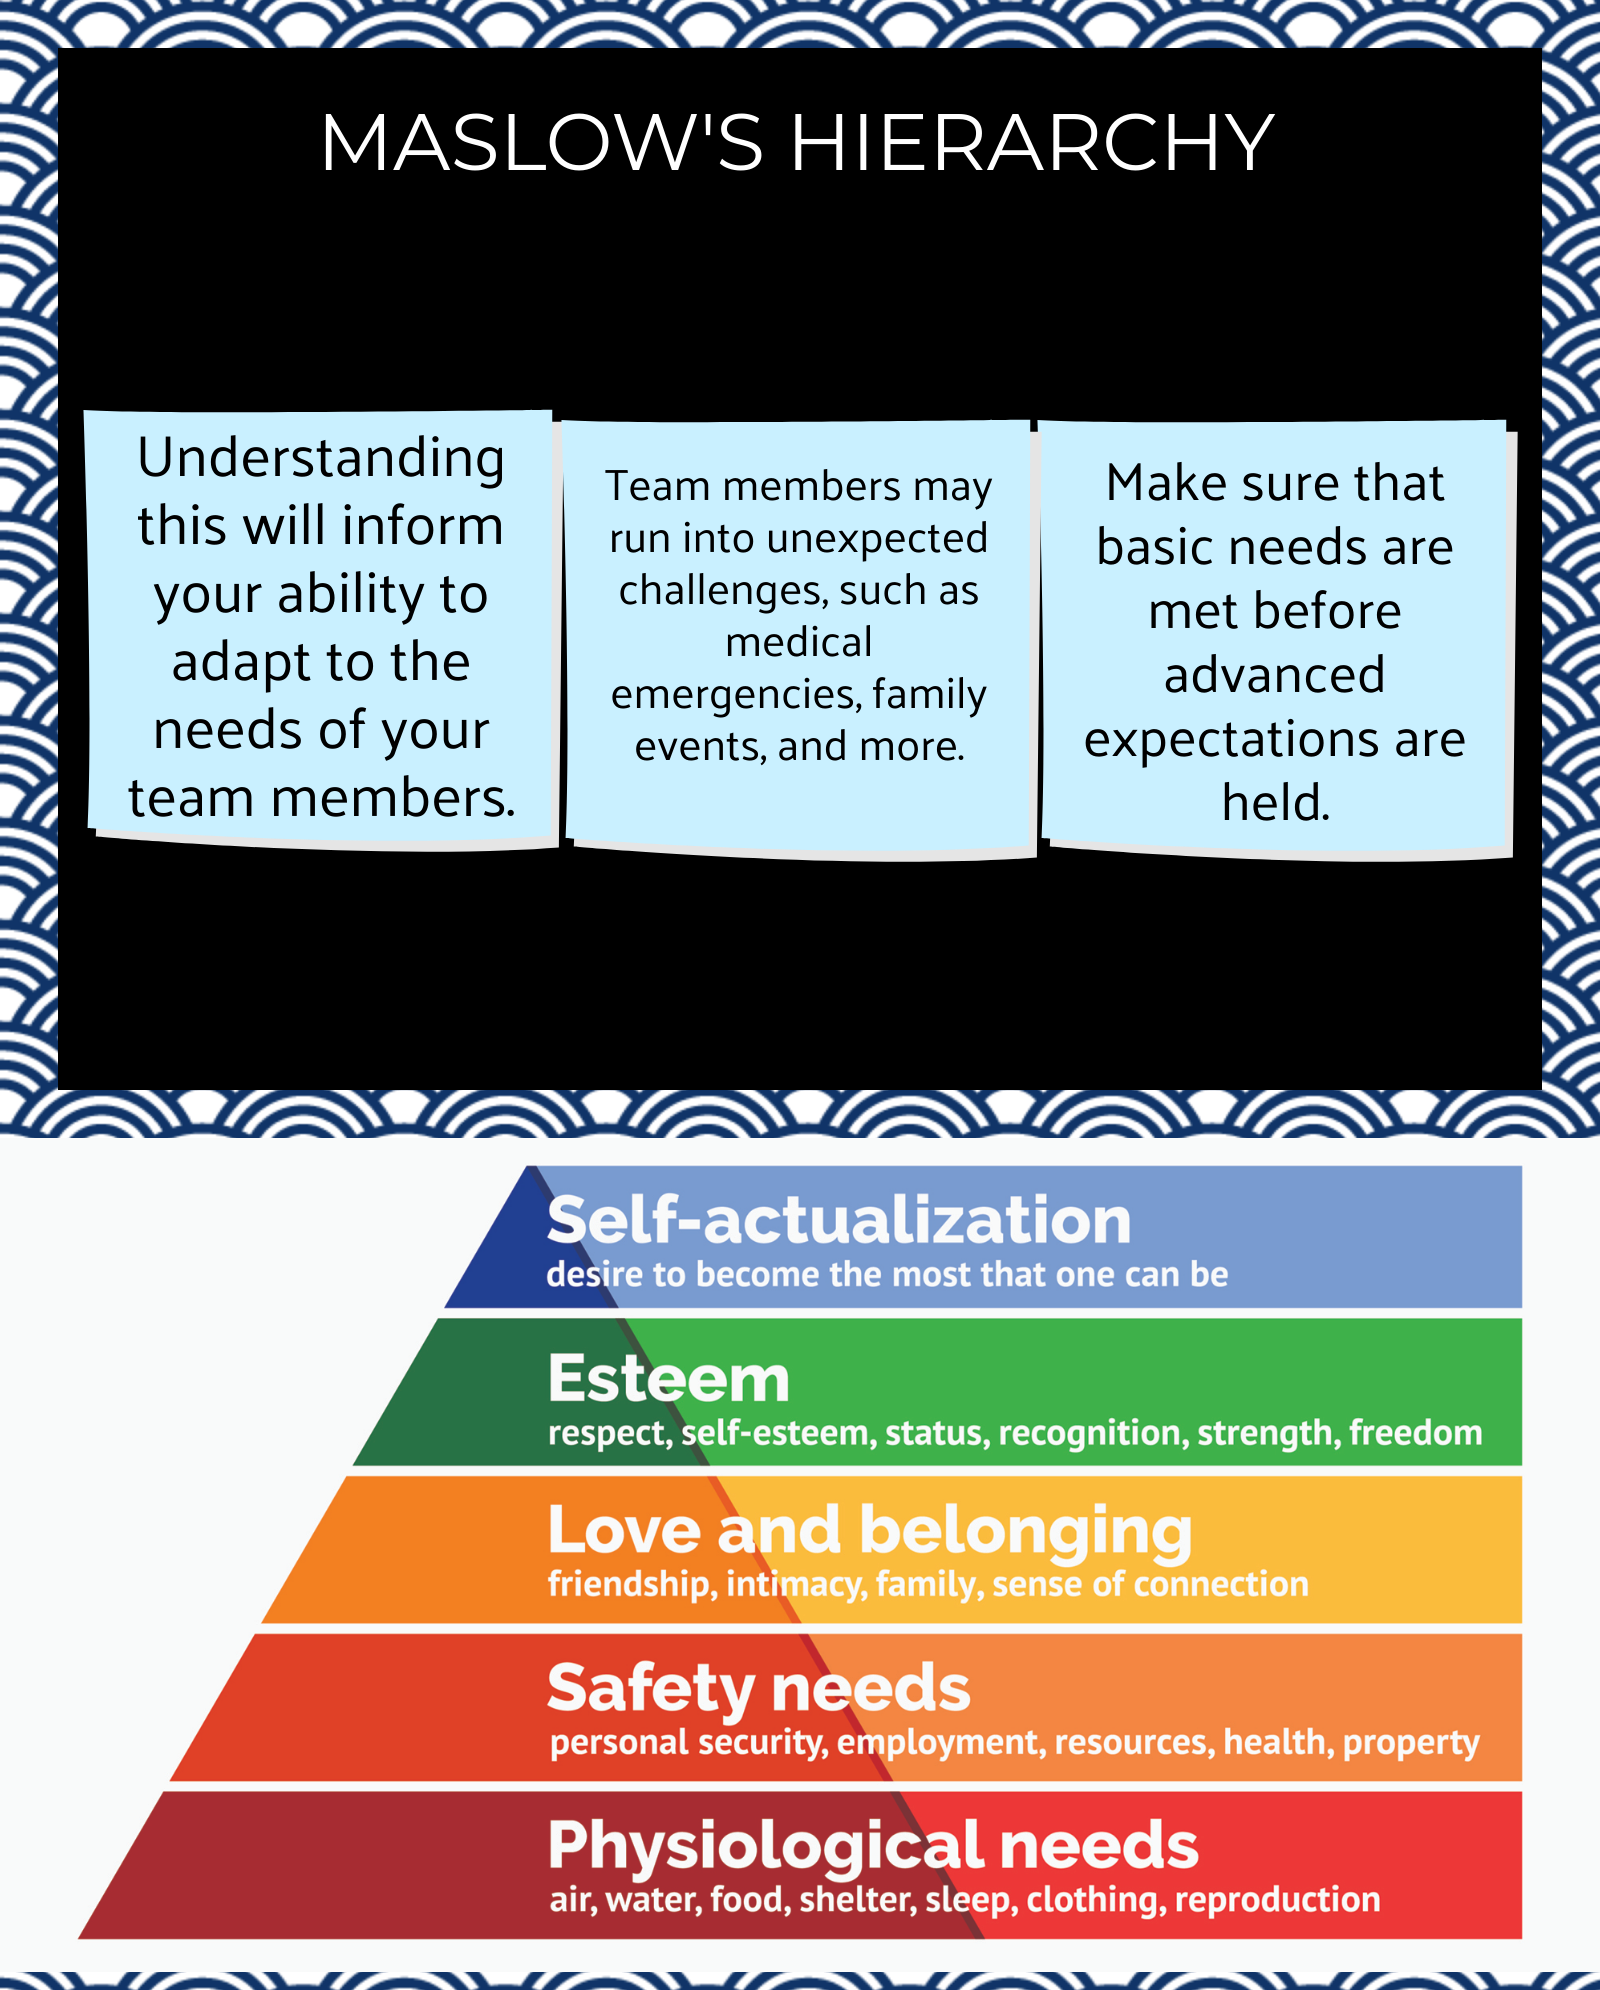 MASLOW'S HIERARCHY
Understanding
this will inform
your ability to
adapt to the
needs of your
team members.
Team members may
run into unexpected
challenges, such as
medical
emergencies, family
events, and more.
Make sure that
basic needs are
met before
advanced
expectations are
held.
Self-actualization
desire to become the most that one can be
Esteem
respect, self-esteem, status, recognition, strength, freedom
Love and belonging
friendship, intimacy, family, sense of connection
Safety needs
personal security, employment, resources, health, property
Physiological needs
air, water, food, shelter, sleep, clothing, reproduction